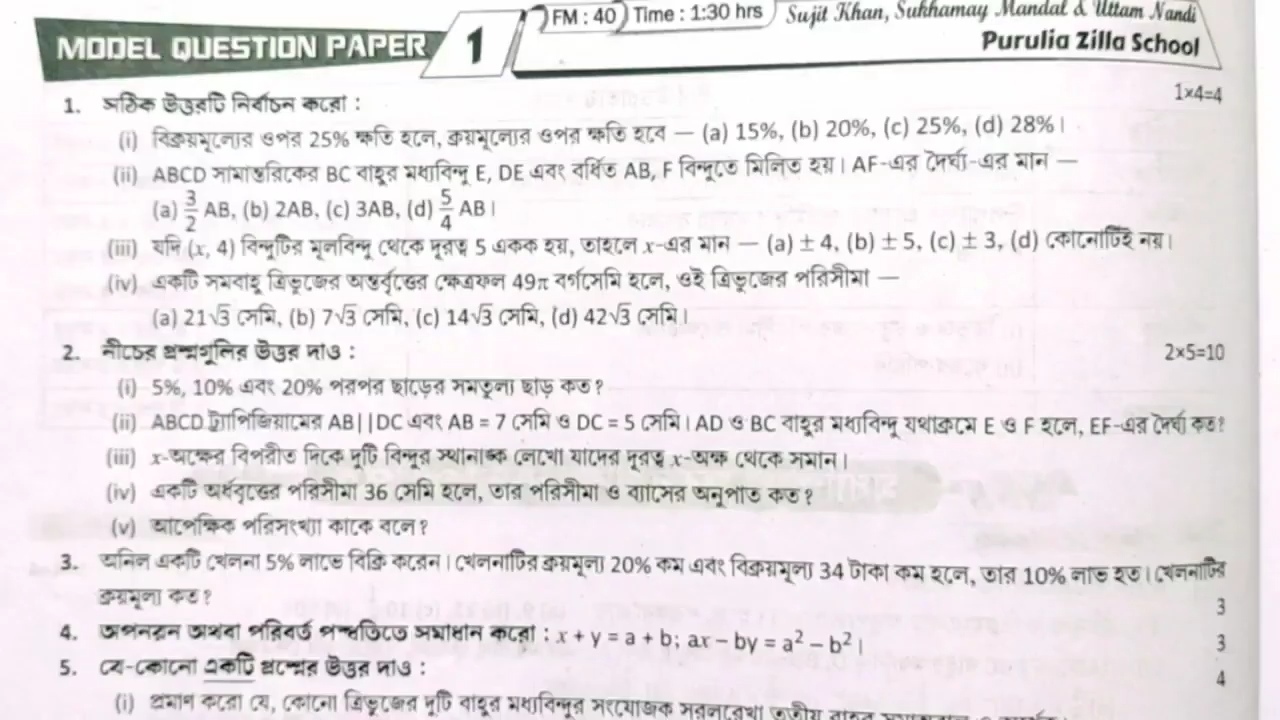 MODEL QUESTION PAPER 1 FM : 40 Time : 1:30 hrs Sujit Khan, Sukhamay Mandal & Uttam Nandi
Purulia Zilla School
1. সঠিক উত্তরটি নির্বাচন করো : 1×4=4
(i) বিক্রয়মূল্যের ওপর 25% ক্ষতি হলে, ক্রয়মূল্যের ওপর ক্ষতি হবে — (a) 15%, (b) 20%, (c) 25%, (d) 28%।
(ii) ABCD সামান্তরিকের BC বাহুর মধ্যবিন্দু E, DE এবং বর্ধিত AB, F বিন্দুতে মিলিত হয়। AF-এর দৈর্ঘ্য-এর মান —
(a) 3/2 AB, (b) 2AB, (c) 3AB, (d) 5/4 AB।
(iii) যদি (x, 4) বিন্দুটির মূলবিন্দু থেকে দূরত্ব 5 একক হয়, তাহলে x-এর মান — (a) ± 4, (b) ± 5, (c) ± 3, (d) কোনোটিই নয়।
(iv) একটি সমবাহু ত্রিভুজের অন্তর্বৃত্তের ক্ষেত্রফল 49π বর্গসেমি হলে, ওই ত্রিভুজের পরিসীমা —
(a) 21√3 সেমি, (b) 7√3 সেমি, (c) 14√3 সেমি, (d) 42√3 সেমি।
2. নীচের প্রশ্নগুলির উত্তর দাও : 2×5=10
(i) 5%, 10% এবং 20% পরপর ছাড়ের সমতুল্য ছাড় কত?
(ii) ABCD ট্রাপিজিয়ামের AB||DC এবং AB = 7 সেমি ও DC = 5 সেমি। AD ও BC বাহুর মধ্যবিন্দু যথাক্রমে E ও F হলে, EF-এর দৈর্ঘ্য কত?
(iii) x-অক্ষের বিপরীত দিকে দুটি বিন্দুর স্থানাঙ্ক লেখো যাদের দূরত্ব x-অক্ষ থেকে সমান।
(iv) একটি অর্ধবৃত্তের পরিসীমা 36 সেমি হলে, তার পরিসীমা ও ব্যাসের অনুপাত কত?
(v) আপেক্ষিক পরিসংখ্যা কাকে বলে?
3. অনিল একটি খেলনা 5% লাভে বিক্রি করেন। খেলনাটির ক্রয়মূল্য 20% কম এবং বিক্রয়মূল্য 34 টাকা কম হলে, তার 10% লাভ হত। খেলনাটির
ক্রয়মূল্য কত? 3
4. অপনয়ন অথবা পরিবর্ত পদ্ধতিতে সমাধান করো : x + y = a + b; ax – by = a² – b²। 3
5. যে-কোনো একটি প্রশ্নের উত্তর দাও : 4
(i) প্রমাণ করো যে, কোনো ত্রিভুজের দুটি বাহুর মধ্যবিন্দুর সংযোজক সরলরেখা তৃতীয় বাহুর